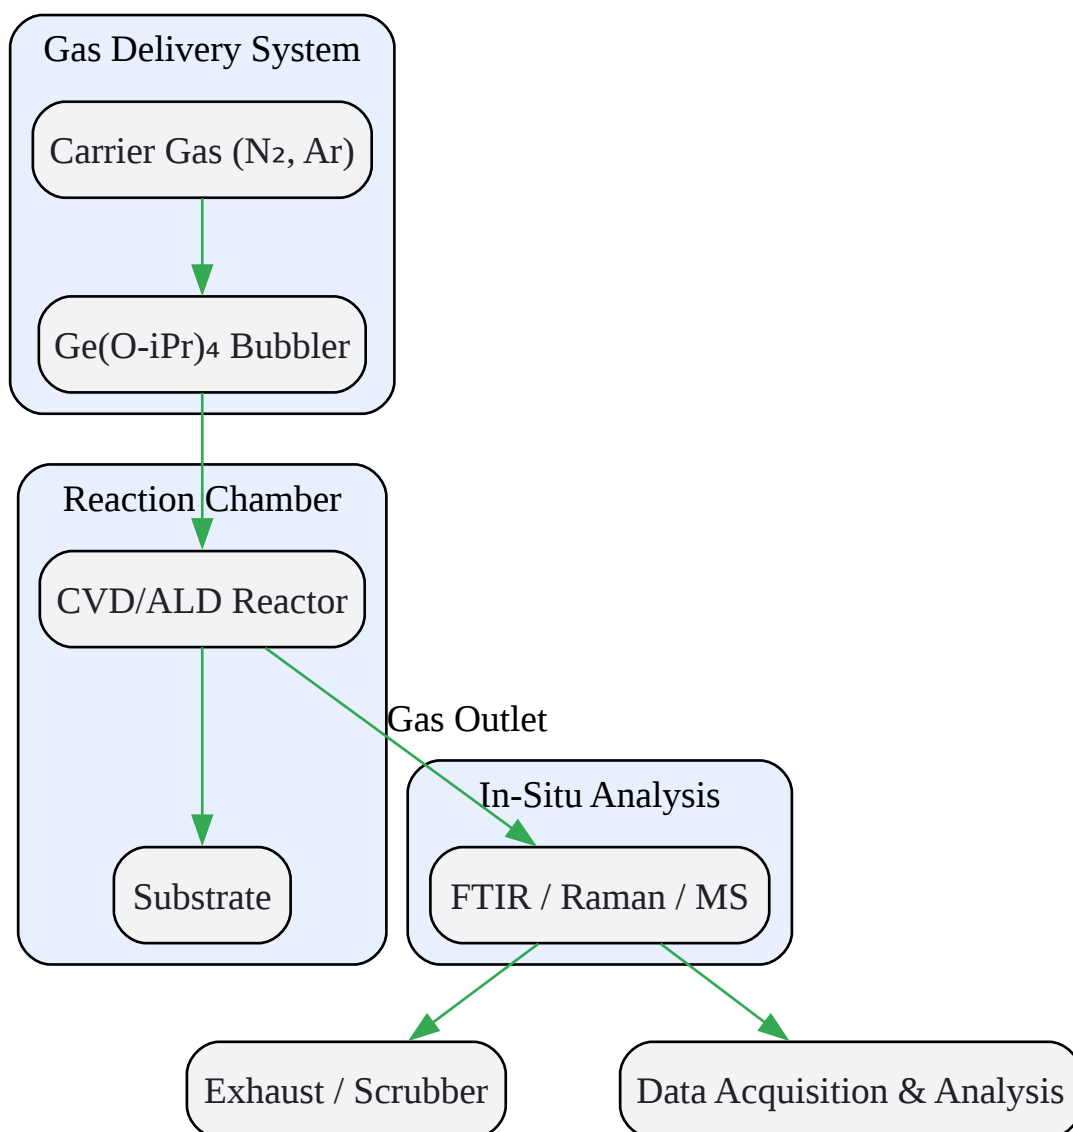 Gas Delivery System
Carrier Gas (N₂, Ar)
Ge(O-iPr)₄ Bubbler
Reaction Chamber
CVD/ALD Reactor
Gas Outlet
In-Situ Analysis
Substrate
FTIR / Raman / MS
Exhaust / Scrubber
Data Acquisition & Analysis